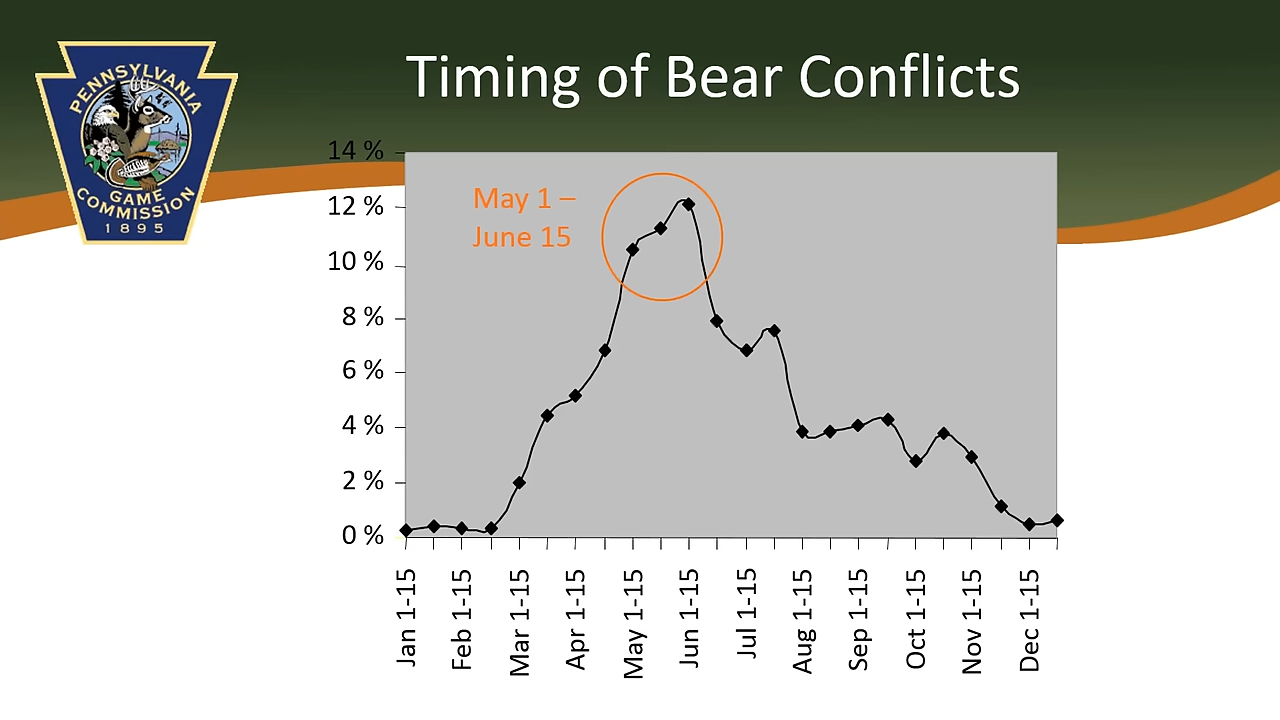 Timing of Bear Conflicts
PENNSYLVANIA
GAME
COMMISSION
1895
14 %
12 %
10 %
8 %
6 %
4 %
2 %
0 %
May 1 –
June 15
Jan 1-15
Feb 1-15
Mar 1-15
Apr 1-15
May 1-15
Jun 1-15
Jul 1-15
Aug 1-15
Sep 1-15
Oct 1-15
Nov 1-15
Dec 1-15